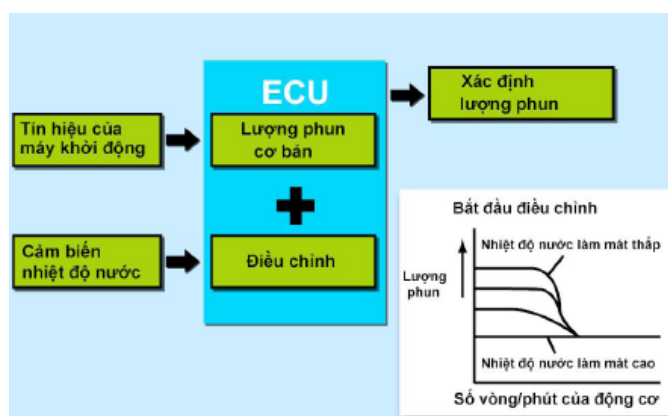 ECU
Xác định
lượng phun
Tín hiệu của
máy khởi động
Lượng phun
cơ bản
Cảm biến
nhiệt độ nước
Điều chỉnh
Bắt đầu điều chỉnh
Nhiệt độ nước làm mát thấp
Lượng
phun
Nhiệt độ nước làm mát cao
Số vòng/phút của động cơ